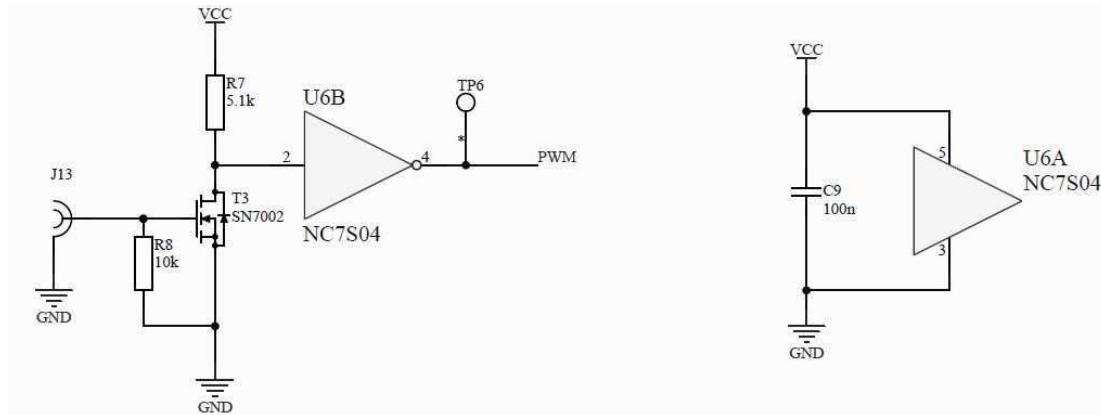 VCC
R7
5.1k
U6B
TP6
*
2
4
PWM
J13
T3
SN7002
NC7S04
R8
10k
GND
GND
VCC
5
U6A
NC7S04
C9
100n
3
GND